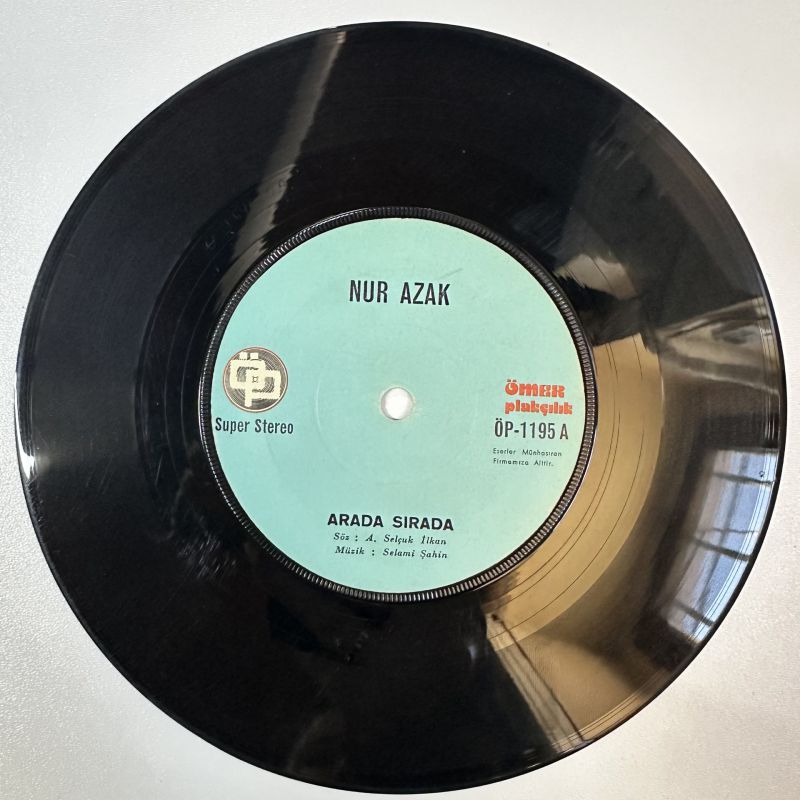 NUR AZAK
ÖP
Super Stereo
ÖMER
plakçılık
ÖP-1195 A
Eserler Münhasıran
Firmamıza Aittir.
ARADA SIRADA
Söz : A. Selçuk İlkan
Müzik : Selami Şahin